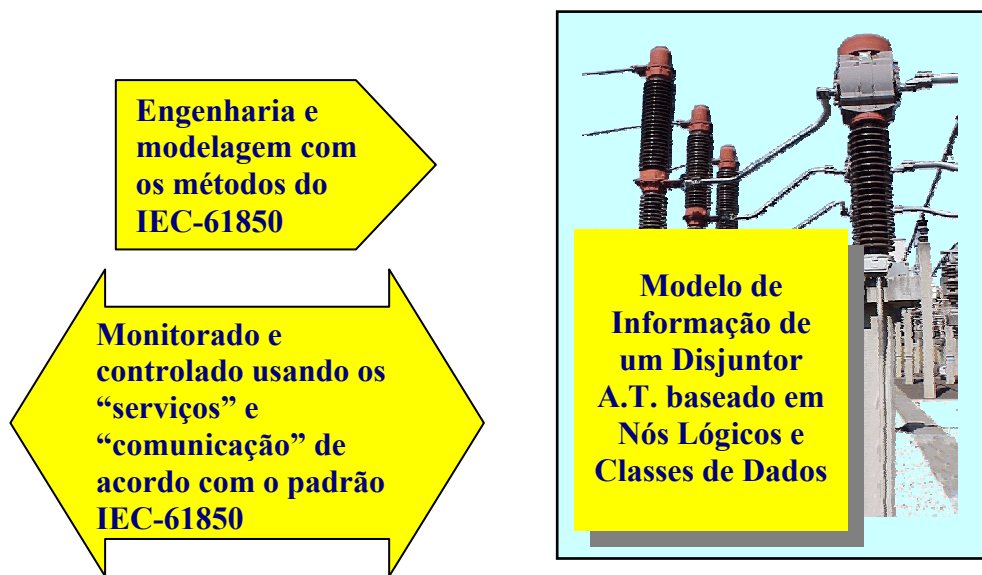 Engenharia e
modelagem com
os métodos do
IEC-61850
Monitorado e
controlado usando os
“serviços” e
“comunicação” de
acordo com o padrão
IEC-61850
Modelo de
Informação de
um Disjuntor
A.T. baseado em
Nós Lógicos e
Classes de Dados